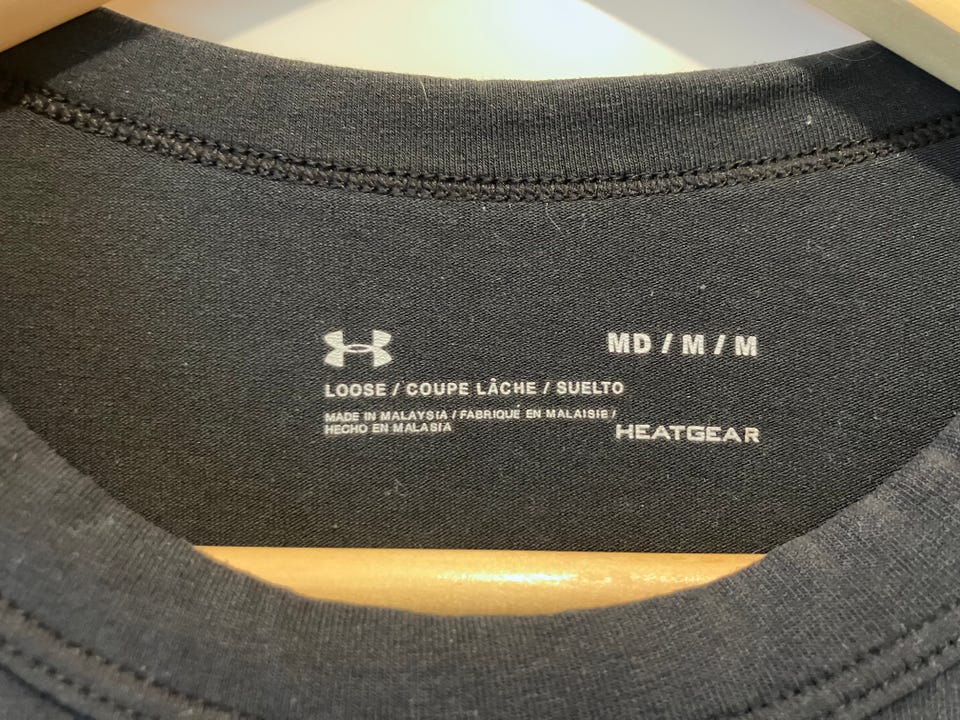 MD / M / M
LOOSE / COUPE LÂCHE / SUELTO
MADE IN MALAYSIA / FABRIQUE EN MALAISIE /
HECHO EN MALASIA
HEATGEAR